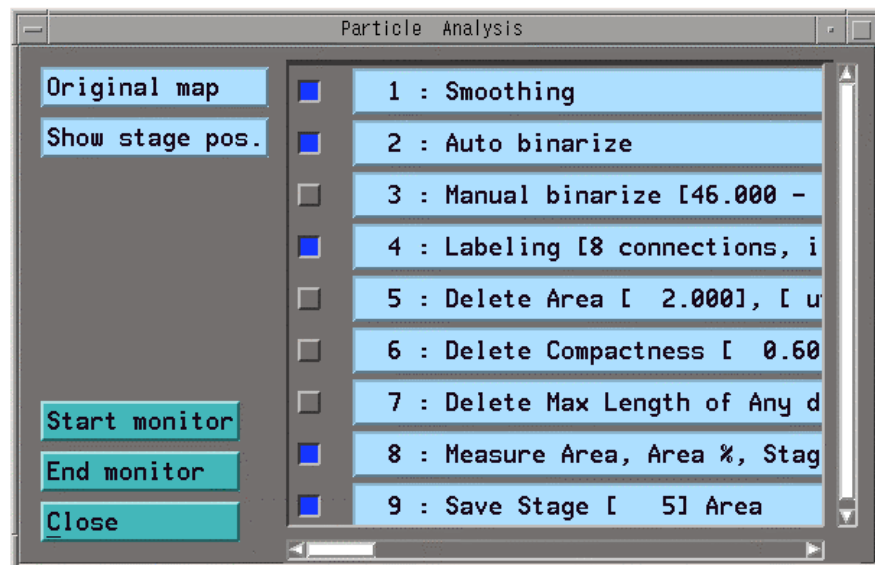 Particle Analysis
Original map
Show stage pos.
1 : Smoothing
2 : Auto binarize
3 : Manual binarize [46.000 –
4 : Labeling [8 connections, i
5 : Delete Area [ 2.000], [ u
6 : Delete Compactness [ 0.60
7 : Delete Max Length of Any d
8 : Measure Area, Area %, Stag
9 : Save Stage [ 5] Area
Start monitor
End monitor
Close